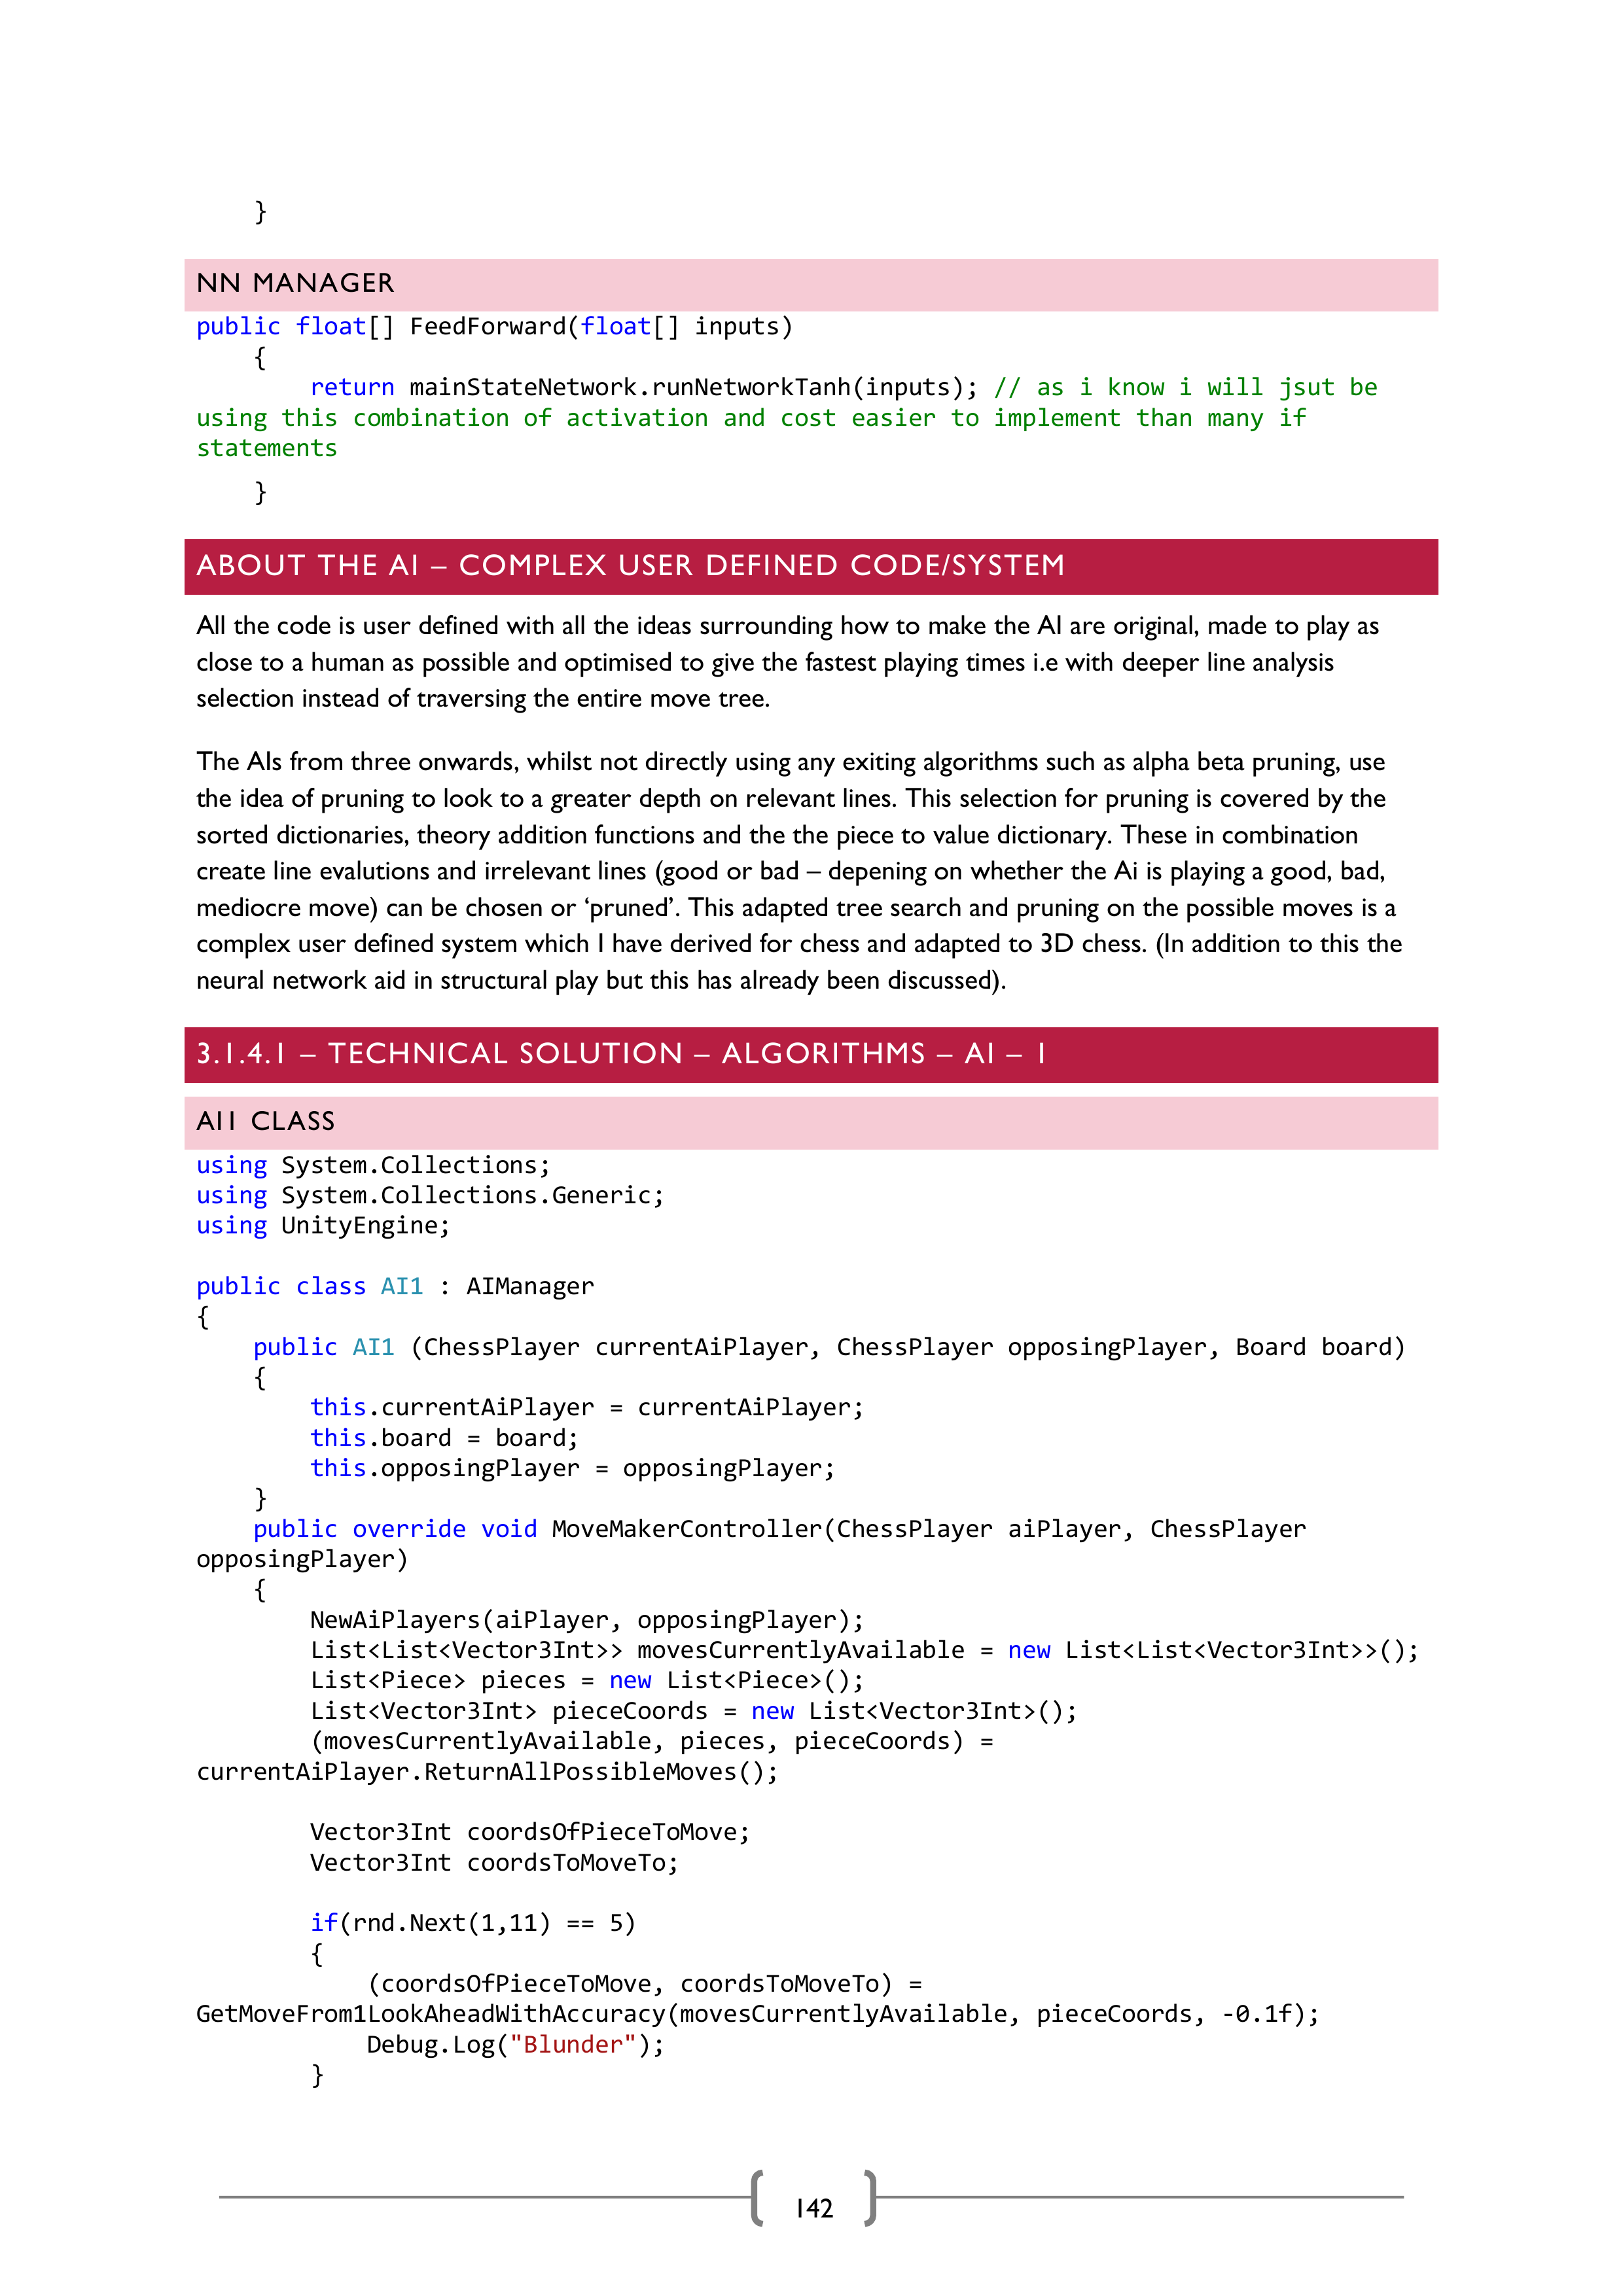 }
NN MANAGER
public float[] FeedForward(float[] inputs)
    {
        return mainStateNetwork.runNetworkTanh(inputs); // as i know i will jsut be
using this combination of activation and cost easier to implement than many if
statements
    }
ABOUT THE AI – COMPLEX USER DEFINED CODE/SYSTEM
All the code is user defined with all the ideas surrounding how to make the AI are original, made to play as
close to a human as possible and optimised to give the fastest playing times i.e with deeper line analysis
selection instead of traversing the entire move tree.
The AIs from three onwards, whilst not directly using any exiting algorithms such as alpha beta pruning, use
the idea of pruning to look to a greater depth on relevant lines. This selection for pruning is covered by the
sorted dictionaries, theory addition functions and the the piece to value dictionary. These in combination
create line evalutions and irrelevant lines (good or bad – depening on whether the Ai is playing a good, bad,
mediocre move) can be chosen or ‘pruned’. This adapted tree search and pruning on the possible moves is a
complex user defined system which I have derived for chess and adapted to 3D chess. (In addition to this the
neural network aid in structural play but this has already been discussed).
3.1.4.1 – TECHNICAL SOLUTION – ALGORITHMS – AI – 1
AI1 CLASS
using System.Collections;
using System.Collections.Generic;
using UnityEngine;
public class AI1 : AIManager
{
    public AI1 (ChessPlayer currentAiPlayer, ChessPlayer opposingPlayer, Board board)
    {
        this.currentAiPlayer = currentAiPlayer;
        this.board = board;
        this.opposingPlayer = opposingPlayer;
    }
    public override void MoveMakerController(ChessPlayer aiPlayer, ChessPlayer
opposingPlayer)
    {
        NewAiPlayers(aiPlayer, opposingPlayer);
        List<List<Vector3Int>> movesCurrentlyAvailable = new List<List<Vector3Int>>();
        List<Piece> pieces = new List<Piece>();
        List<Vector3Int> pieceCoords = new List<Vector3Int>();
        (movesCurrentlyAvailable, pieces, pieceCoords) =
currentAiPlayer.ReturnAllPossibleMoves();
        Vector3Int coordsOfPieceToMove;
        Vector3Int coordsToMoveTo;
        if(rnd.Next(1,11) == 5)
        {
            (coordsOfPieceToMove, coordsToMoveTo) =
GetMoveFrom1LookAheadWithAccuracy(movesCurrentlyAvailable, pieceCoords, -0.1f);
            Debug.Log("Blunder");
        }
142